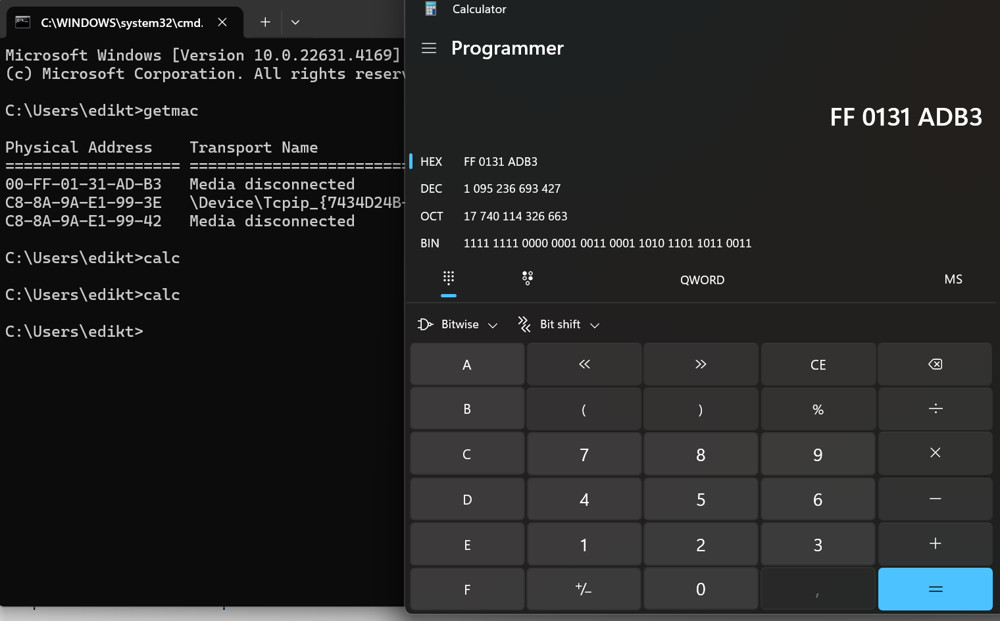 C:\WINDOWS\system32\cmd.
Microsoft Windows [Version 10.0.22631.4169]
(c) Microsoft Corporation. All rights reserv
C:\Users\edikt>getmac
Physical Address    Transport Name
=================== ========================
00-FF-01-31-AD-B3   Media disconnected
C8-8A-9A-E1-99-3E   \Device\Tcpip_{7434D24B-
C8-8A-9A-E1-99-42   Media disconnected
C:\Users\edikt>calc
C:\Users\edikt>calc
C:\Users\edikt>
Calculator
Programmer
FF 0131 ADB3
HEX FF 0131 ADB3
DEC 1 095 236 693 427
OCT 17 740 114 326 663
BIN 1111 1111 0000 0001 0011 0001 1010 1101 1011 0011
QWORD MS
Bitwise Bit shift
A « » CE
B ( ) % ÷
C 7 8 9 ×
D 4 5 6 −
E 1 2 3 +
F +/− 0 , =